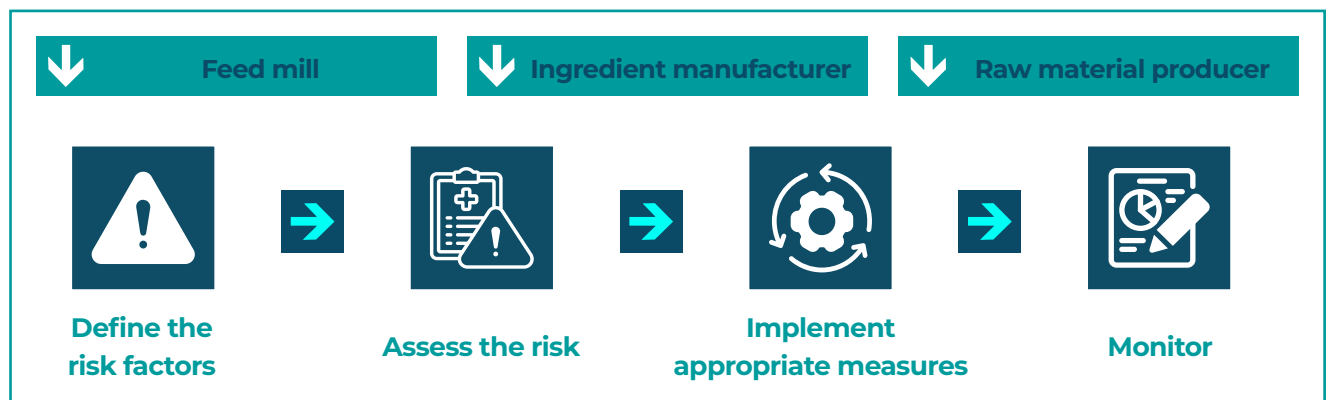 Feed mill
Ingredient manufacturer
Raw material producer
Define the
risk factors
Assess the risk
Implement
appropriate measures
Monitor